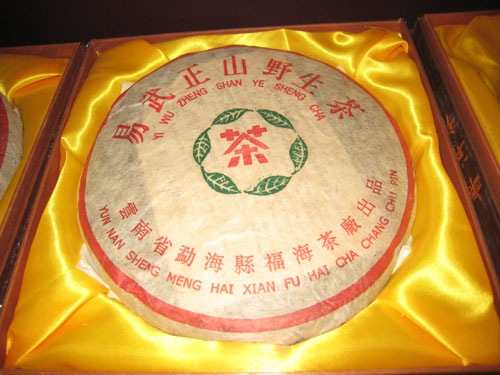 易武正山野生茶
YI WU ZHENG SHAN YE SHENG CHA
茶
雲南省勐海縣福海茶廠出品
YUN NAN SHENG MENG HAI XIAN FU HAI CHA CHANG CHU PIN